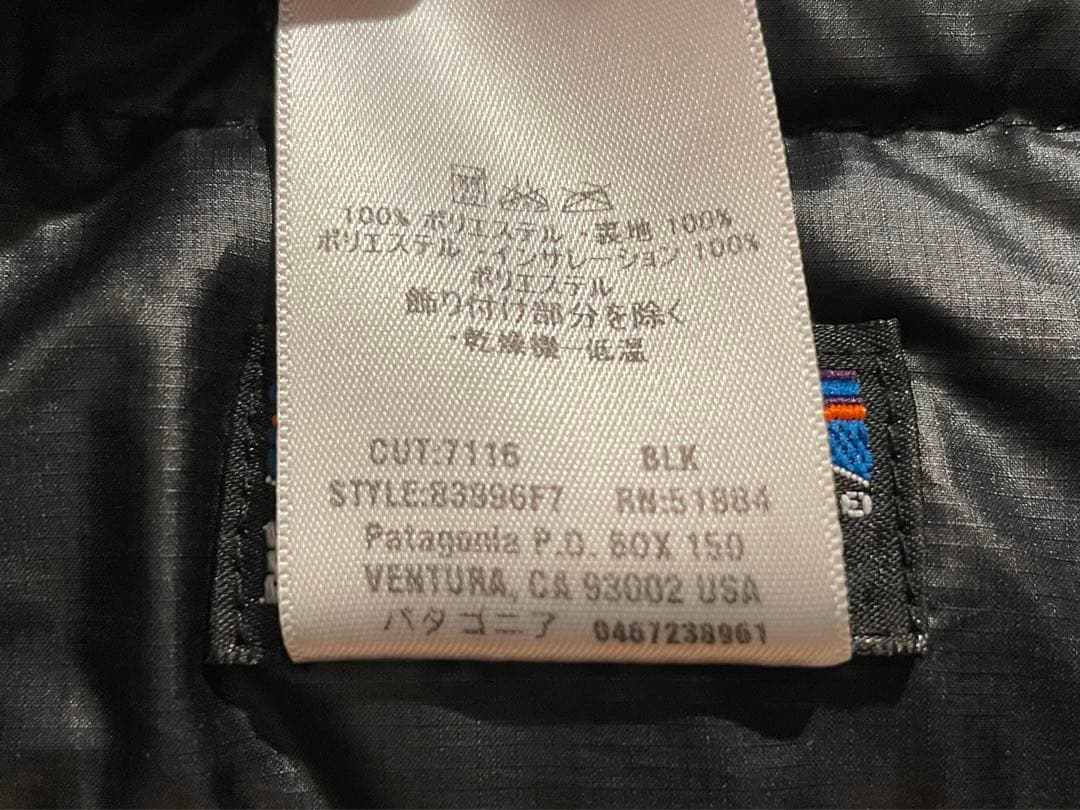 100% ポリエステル ・表地 100%
ポリエステル ・インサレーション 100%
ポリエステル
飾り付け部分を除く
・乾燥機ー低温
CUT:7116 BLK
STYLE:83996F7 RN:51884
Patagonia P.O. BOX 150
VENTURA, CA 93002 USA
パタゴニア 0467238961